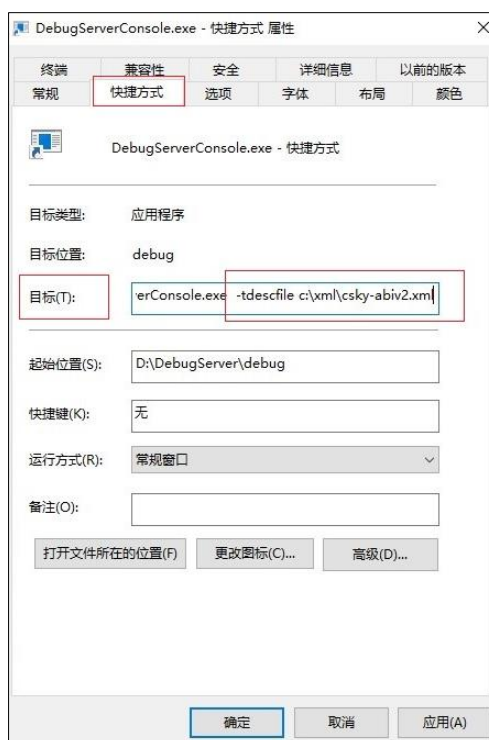 DebugServerConsole.exe - 快捷方式 属性
终端 兼容性 安全 详细信息 以前的版本
常规 快捷方式 选项 字体 布局 颜色
DebugServerConsole.exe - 快捷方式
目标类型: 应用程序
目标位置: debug
目标(T): erConsole.exe -tdescfile c:\xml\csky-abiv2.xml
起始位置(S): D:\DebugServer\debug
快捷键(K): 无
运行方式(R): 常规窗口
备注(O):
打开文件所在的位置(F) 更改图标(C)... 高级(D)...
确定 取消 应用(A)